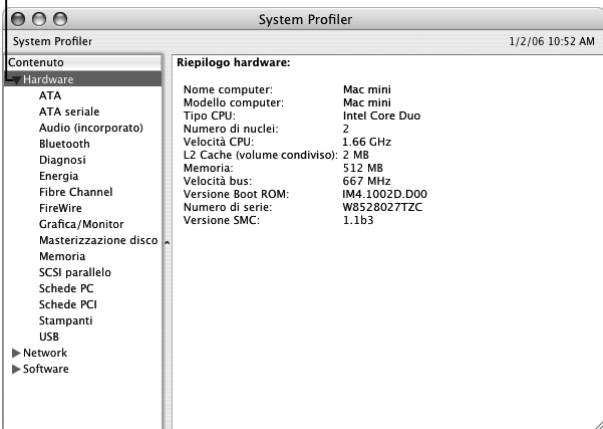 System Profiler
System Profiler 1/2/06 10:52 AM
Contenuto
Hardware
ATA
ATA seriale
Audio (incorporato)
Bluetooth
Diagnosi
Energia
Fibre Channel
FireWire
Grafica/Monitor
Masterizzazione disco
Memoria
SCSI parallelo
Schede PC
Schede PCI
Stampanti
USB
Network
Software
Riepilogo hardware:
Nome computer: Mac mini
Modello computer: Mac mini
Tipo CPU: Intel Core Duo
Numero di nuclei: 2
Velocità CPU: 1.66 GHz
L2 Cache (volume condiviso): 2 MB
Memoria: 512 MB
Velocità bus: 667 MHz
Versione Boot ROM: IM4.1002D.D00
Numero di serie: W8528027TZC
Versione SMC: 1.1b3